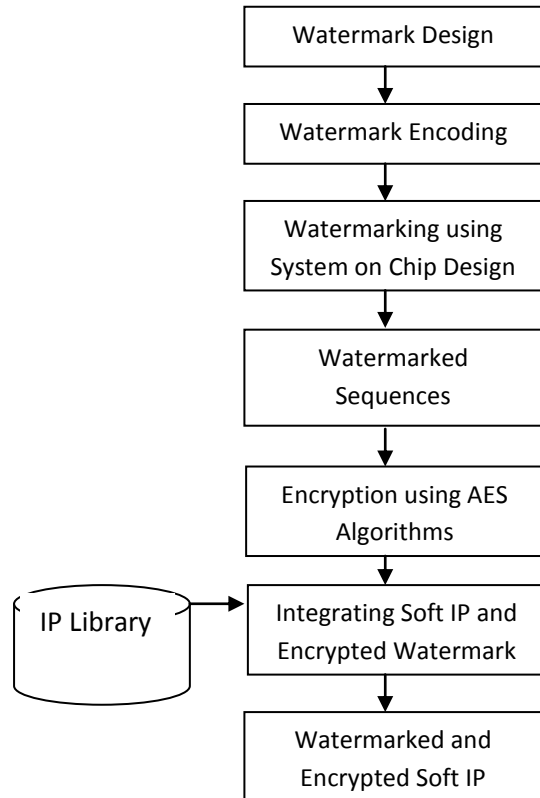 Watermark Design
Watermark Encoding
Watermarking using
System on Chip Design
Watermarked
Sequences
Encryption using AES
Algorithms
IP Library
Integrating Soft IP and
Encrypted Watermark
Watermarked and
Encrypted Soft IP